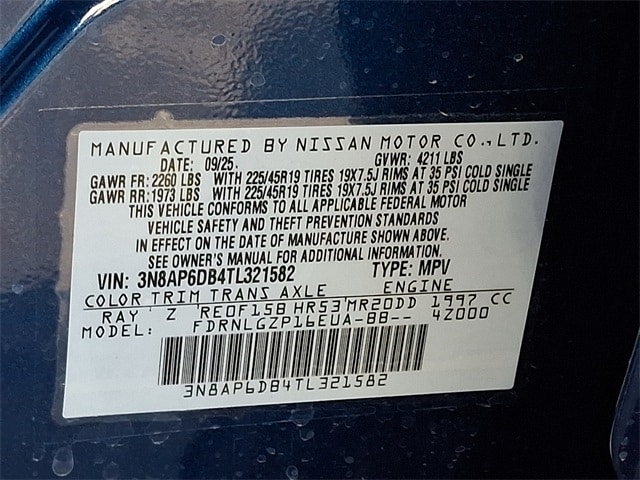 MANUFACTURED BY NISSAN MOTOR CO., LTD.
DATE: 09/25. GVWR: 4211 LBS
GAWR FR: 2260 LBS WITH 225/45R19 TIRES 19X7.5J RIMS AT 35 PSI COLD SINGLE
GAWR RR: 1973 LBS WITH 225/45R19 TIRES 19X7.5J RIMS AT 35 PSI COLD SINGLE
THIS VEHICLE CONFORMS TO ALL APPLICABLE FEDERAL MOTOR
VEHICLE SAFETY AND THEFT PREVENTION STANDARDS
IN EFFECT ON THE DATE OF MANUFACTURE SHOWN ABOVE.
SEE OWNER'S MANUAL FOR ADDITIONAL INFORMATION.
VIN: 3N8AP6DB4TL321582 TYPE: MPV
COLOR TRIM TRANS AXLE ENGINE
RAY Z RE0F15B HR53 MR20DD 1997 CC
MODEL: FDRNLGZP16EUA-BB-- 4Z000
3N8AP6DB4TL321582